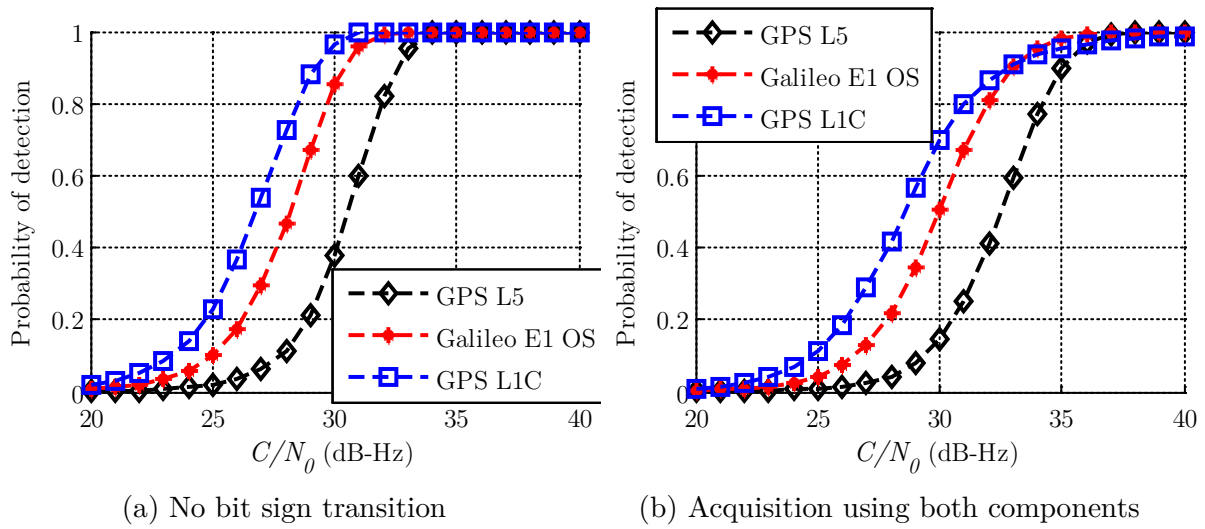 Probability of detection
1
0.8
0.6
0.4
0.2
0
20
25
30
35
40
C/N0 (dB-Hz)
GPS L5
Galileo E1 OS
GPS L1C
(a) No bit sign transition
Probability of detection
1
0.8
0.6
0.4
0.2
0
20
25
30
35
40
C/N0 (dB-Hz)
GPS L5
Galileo E1 OS
GPS L1C
(b) Acquisition using both components